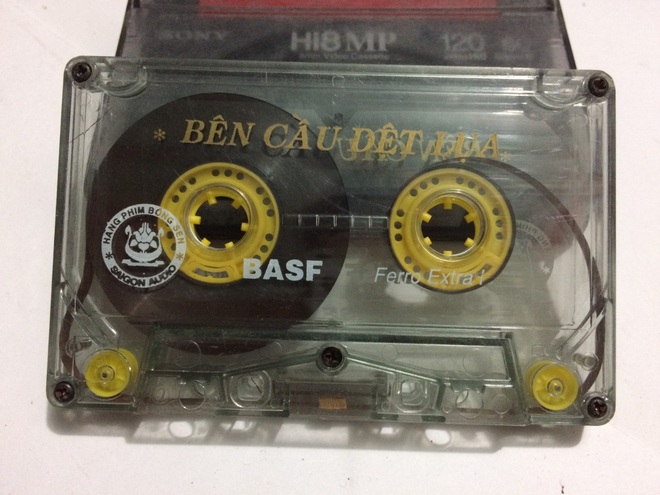 SONY
HI8 MP 120
* BÊN CẦU DỆT LỤA *
HÃNG PHIM BÔNG SEN
* SAIGON AUDIO *
BASF
Ferro Extra I